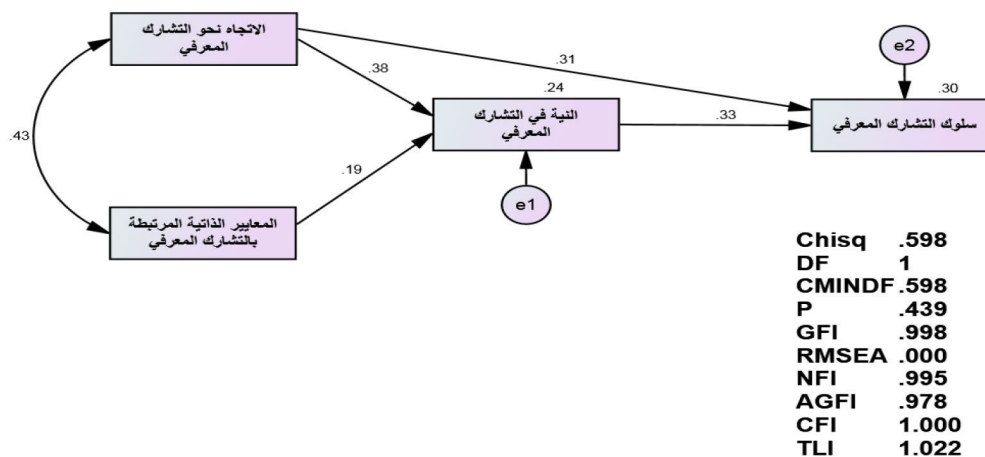 الاتجاه نحو التشارك
المعرفي
.43
.38
.31
.19
المعايير الذاتية المرتبطة
بالتشارك المعرفي
.24
النية في التشارك
المعرفي
e1
.33
e2
.30
سلوك التشارك المعرفي
Chisq .598
DF 1
CMINDF .598
P .439
GFI .998
RMSEA .000
NFI .995
AGFI .978
CFI 1.000
TLI 1.022